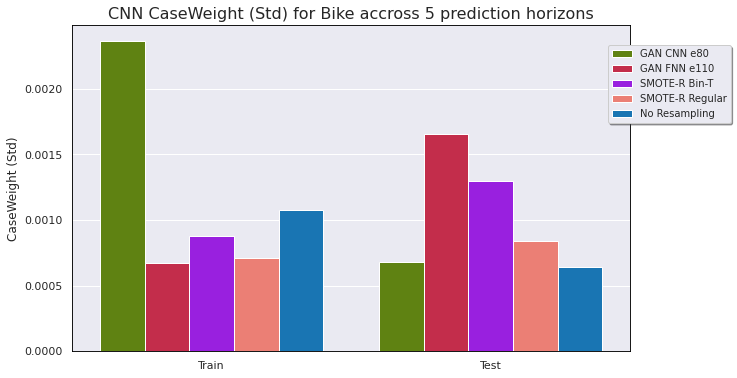 CNN CaseWeight (Std) for Bike accross 5 prediction horizons
GAN CNN e80
GAN FNN e110
SMOTE-R Bin-T
SMOTE-R Regular
No Resampling
CaseWeight (Std)
0.0020
0.0015
0.0010
0.0005
0.0000
Train
Test